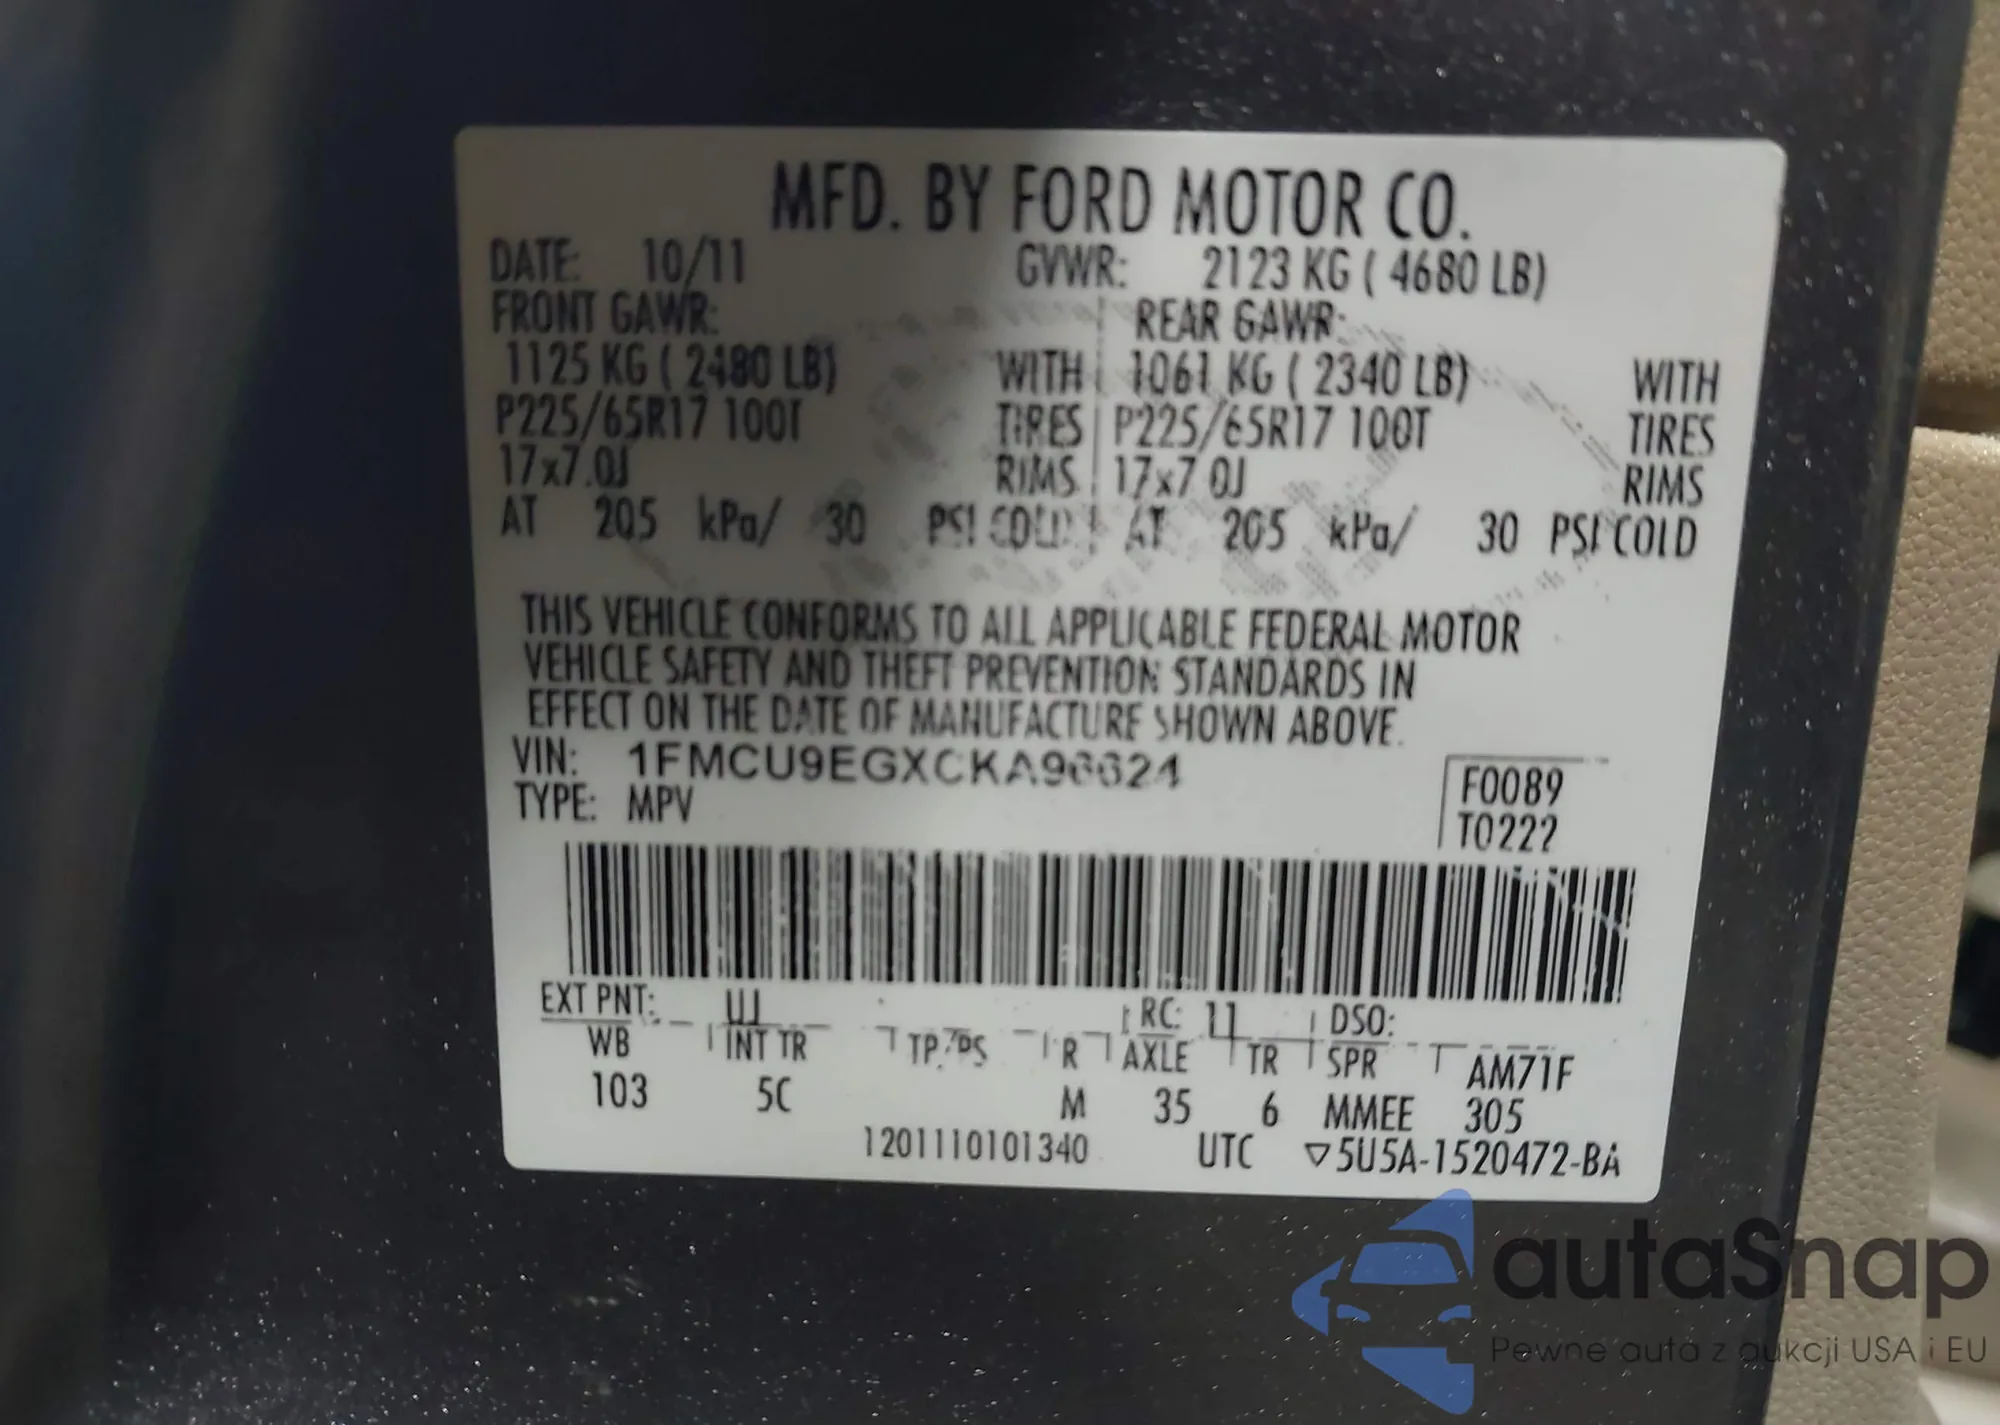 MFD. BY FORD MOTOR CO.
DATE: 10/11 GVWR: 2123 KG ( 4680 LB)
FRONT GAWR: REAR GAWR:
1125 KG ( 2480 LB) WITH 1061 KG ( 2340 LB) WITH
P225/65R17 100T TIRES P225/65R17 100T TIRES
17x7.0J RIMS 17x7.0J RIMS
AT 205 kPa/ 30 PSI COLD AT 205 kPa/ 30 PSI COLD
THIS VEHICLE CONFORMS TO ALL APPLICABLE FEDERAL MOTOR
VEHICLE SAFETY AND THEFT PREVENTION STANDARDS IN
EFFECT ON THE DATE OF MANUFACTURE SHOWN ABOVE.
VIN: 1FMCU9EGXCKA96624
TYPE: MPV
F0089
T0222
EXT PNT: RC: 11 DSO:
WB INT TR TP/PS R AXLE TR SPR AM71F
103 5C M 35 6 MMEE 305
1201110101340 UTC ▽5U5A-1520472-BA
autaSnap
Pewne auta z aukcji USA i EU